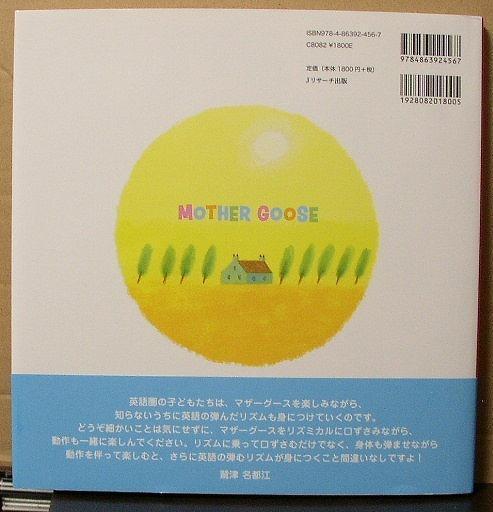 ISBN978-4-86392-456-7
C8082 ¥1800E
定価(本体1800円+税)
Jリサーチ出版
9784863924567
1928082018005
MOTHER GOOSE
英語圏の子どもたちは、マザーグースを楽しみながら、
知らないうちに英語の弾んだリズムも身につけていくのです。
どうぞ細かいことは気にせずに、マザーグースをリズミカルに口ずさみながら、
動作も一緒に楽しんでください。リズムに乗って口ずさむだけでなく、身体も弾ませながら
動作を伴って楽しむと、さらに英語の弾むリズムが身につくこと間違いなしですよ!
鷲津 名都江